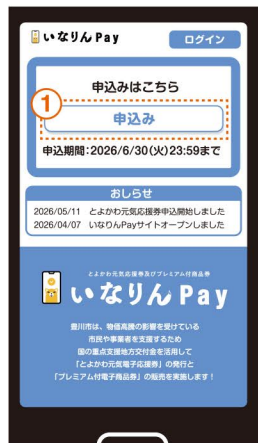 いなりん Pay
ログイン
申込みはこちら
①
申込み
申込期間:2026/6/30(火)23:59まで
おしらせ
2026/05/11 とよかわ元気応援券申込開始しました
2026/04/07 いなりんPayサイトオープンしました
とよかわ元気応援券及びプレミアム付商品券
いなりん Pay
豊川市は、物価高騰の影響を受けている
市民や事業者を支援するため
国の重点支援地方交付金を活用して
「とよかわ元気電子応援券」の発行と
「プレミアム付電子商品券」の販売を実施します!